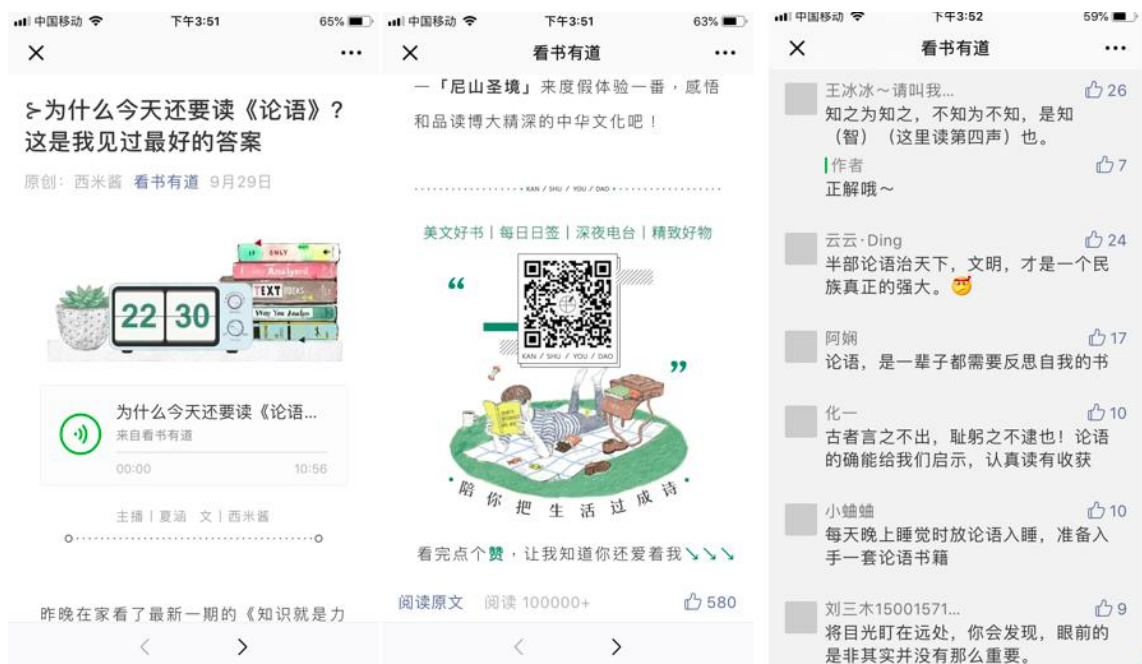 中国移动 下午3:51 65%
⊱为什么今天还要读《论语》？
这是我见过最好的答案
原创: 西米酱 看书有道 9月29日
22 30
ONLY
TEXT
为什么今天还要读《论语...
来自看书有道
00:00 10:56
主播丨夏涵 文丨西米酱
昨晚在家看了最新一期的《知识就是力
中国移动 下午3:51 63%
看书有道
一「尼山圣境」来度假体验一番，感悟
和品读博大精深的中华文化吧！
KAN / SHU / YOU / DAO
美文好书丨每日日签丨深夜电台丨精致好物
“
KAN / SHU / YOU / DAO
”
陪你把生活过成诗
看完点个赞，让我知道你还爱着我↘↘↘
阅读原文 阅读 100000+ 580
中国移动 下午3:52 59%
看书有道
王冰冰～请叫我... 26
知之为知之，不知为不知，是知
（智）（这里读第四声）也。
作者 7
正解哦～
云云·Ding 24
半部论语治天下，文明，才是一个民
族真正的强大。
阿娴 17
论语，是一辈子都需要反思自我的书
化一 10
古者言之不出，耻躬之不逮也！论语
的确能给我们启示，认真读有收获
小蛐蛐 10
每天晚上睡觉时放论语入睡，准备入
手一套论语书籍
刘三木15001571... 9
将目光盯在远处，你会发现，眼前的
是非其实并没有那么重要。